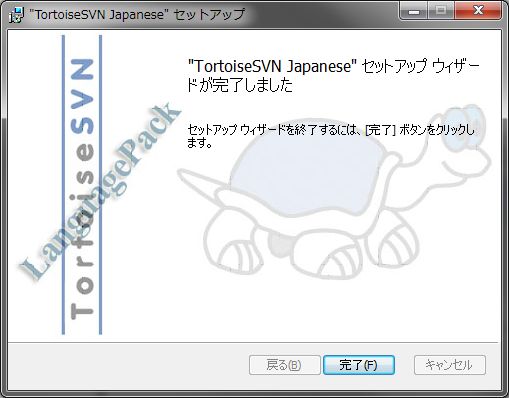 "TortoiseSVN Japanese" セットアップ
TortoiseSVN
LanguagePack
"TortoiseSVN Japanese" セットアップ ウィザー
ドが完了しました
セットアップ ウィザードを終了するには、[完了] ボタンをクリックし
ます。
戻る(B)
完了(F)
キャンセル